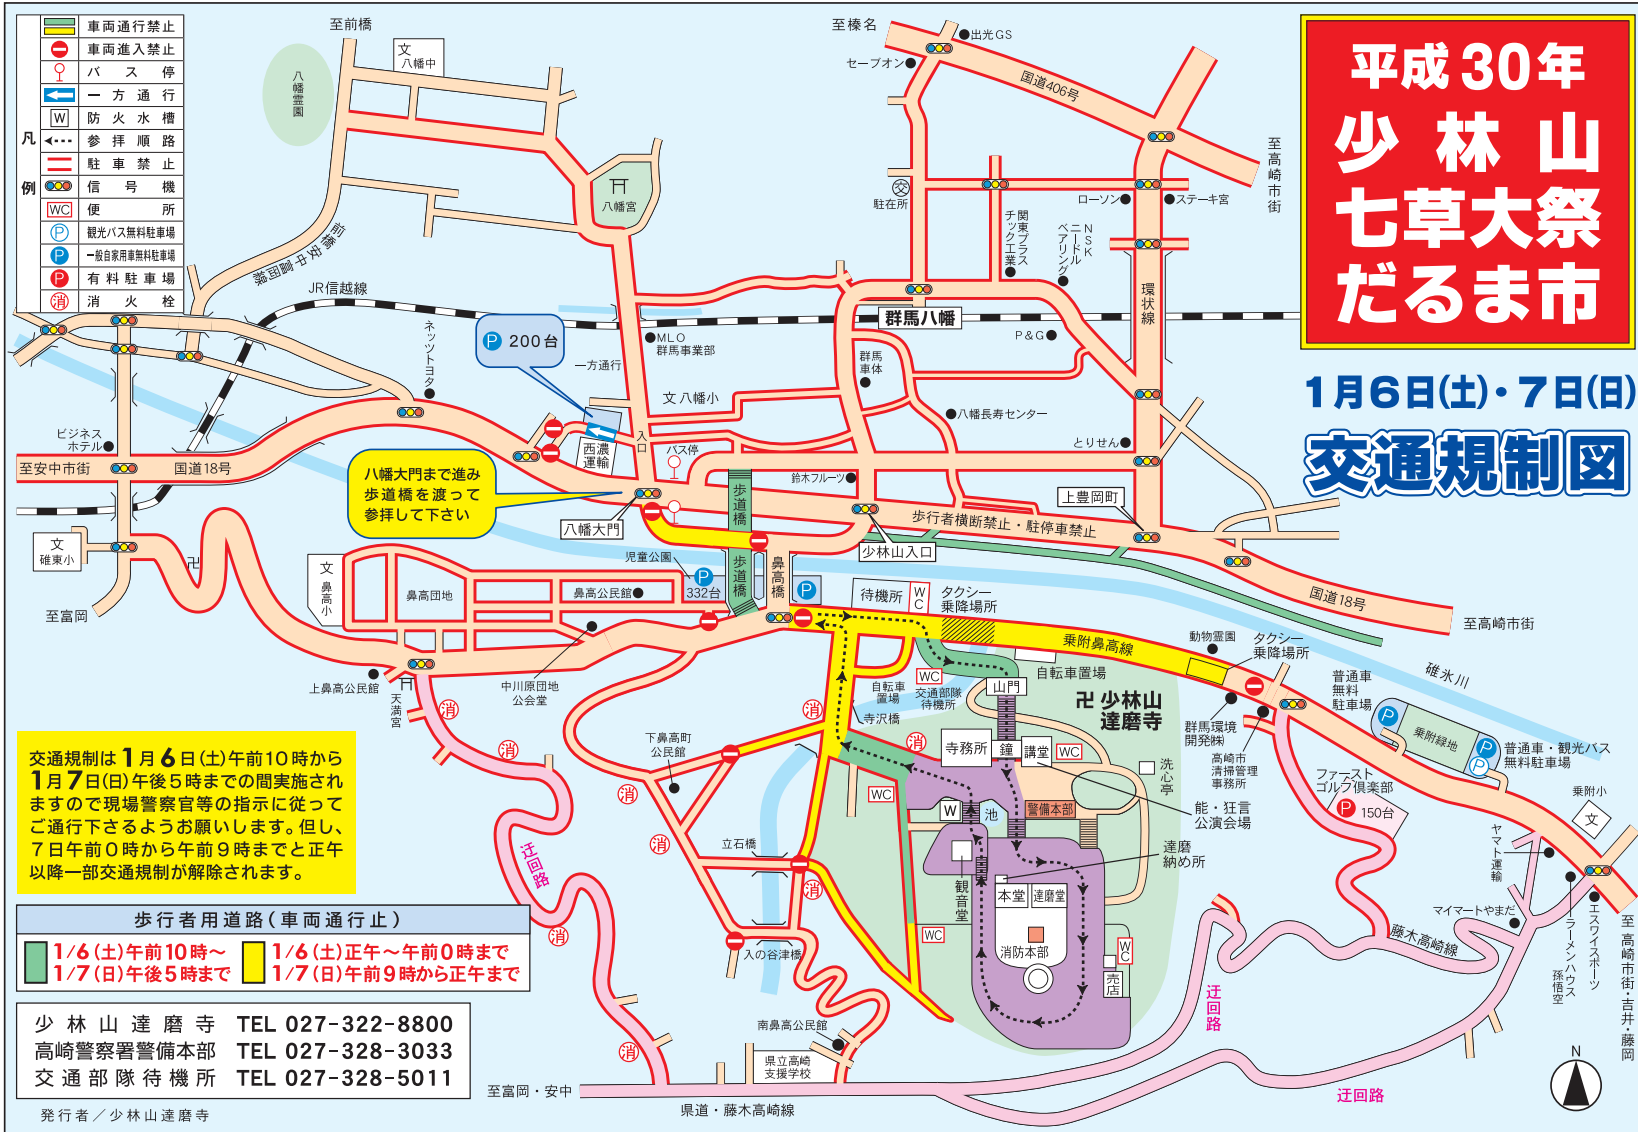 凡例
車両通行禁止
車両進入禁止
バス停
一方通行
W 防火水槽
参拝順路
駐車禁止
信号機
WC 便所
P 観光バス無料駐車場
P 一般自家用車無料駐車場
P 有料駐車場
消 消火栓
平成30年
少林山
七草大祭
だるま市
1月6日(土)・7日(日)
交通規制図
至前橋
文
八幡中
八幡霊園
前橋安中富岡線
JR信越線
八幡宮
至榛名
出光GS
セーブオン
国道406号
至高崎市街
交
駐在所
関東プラスチック工業
NSKニードルベアリング
ローソン
ステーキ宮
環状線
群馬八幡
P&G
P 200台
MLO
群馬事業部
一方通行
ネッツトヨタ
群馬
車体
文 八幡小
八幡長寿センター
とりせん
ビジネス
ホテル
至安中市街
国道18号
西濃
運輸
入口
バス停
八幡大門まで進み
歩道橋を渡って
参拝して下さい
八幡大門
歩道橋
鈴木フルーツ
上豊岡町
歩行者横断禁止・駐停車禁止
少林山入口
文
碓東小
卍
至富岡
文
鼻高小
鼻高団地
鼻高公民館
児童公園
P
332台
歩道橋
鼻高橋
P
待機所
WC
タクシー
乗降場所
国道18号
至高崎市街
碓氷川
乗附鼻高線
動物霊園
タクシー
乗降場所
普通車
無料
駐車場
P
乗附緑地
P
P
普通車・観光バス
無料駐車場
上鼻高公民館
天満宮
中川原団地
公会堂
自転車
置場
WC
交通部隊
待機所
山門
自転車置場
卍 少林山
達磨寺
寺沢橋
群馬環境
開発㈱
高崎市
清掃管理
事務所
消
消
消
消
消
消
消
消
消
下鼻高町
公民館
寺務所
鐘
講堂
WC
洗心亭
ファースト
ゴルフ倶楽部
P 150台
乗附小
文
WC
W
池
警備本部
能・狂言
公演会場
達磨
納め所
観音堂
本堂
達磨堂
消防本部
WC
WC
売店
立石橋
入の谷津橋
迂回路
ヤマト運輸
マイマートやまだ
ラーメンハウス
孫悟空
エスワイスポーツ
藤木高崎線
至高崎市街・吉井・藤岡
交通規制は1月6日(土)午前10時から
1月7日(日)午後5時までの間実施され
ますので現場警察官等の指示に従って
ご通行下さるようお願いします。但し、
7日午前0時から午前9時までと正午
以降一部交通規制が解除されます。
歩行者用道路(車両通行止)
1/6(土)午前10時～
1/7(日)午後5時まで
1/6(土)正午～午前0時まで
1/7(日)午前9時から正午まで
少林山達磨寺 TEL 027-322-8800
高崎警察署警備本部 TEL 027-328-3033
交通部隊待機所 TEL 027-328-5011
発行者／少林山達磨寺
南鼻高公民館
県立高崎
支援学校
至富岡・安中
県道・藤木高崎線
迂回路
迂回路
N